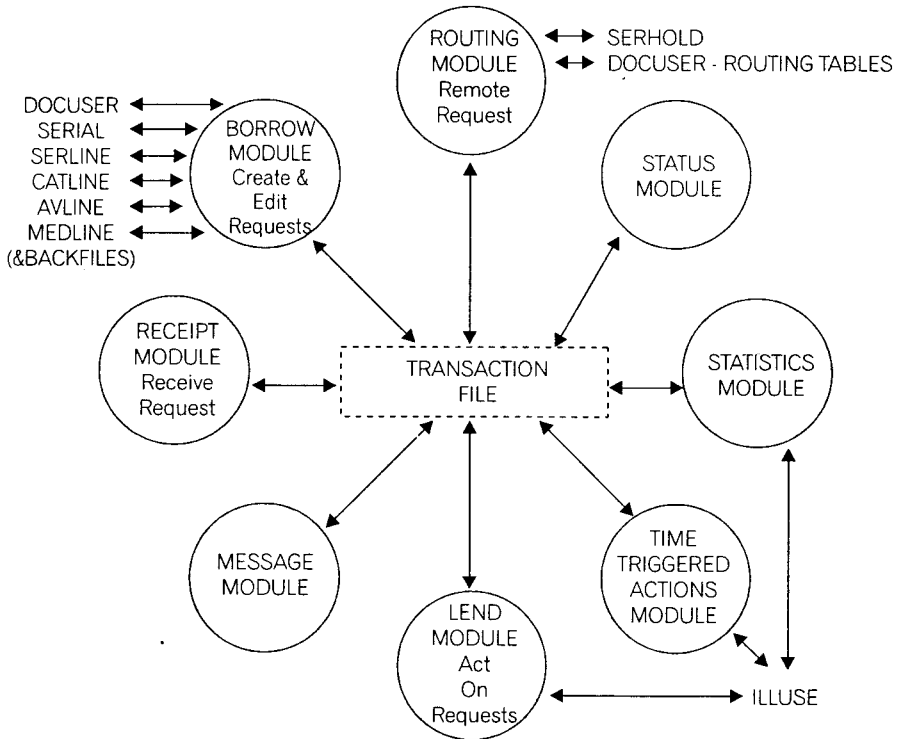 ROUTING
MODULE
Remote
Request
SERHOLD
DOCUSER - ROUTING TABLES
DOCUSER
SERIAL
SERLINE
CATLINE
AVLINE
MEDLINE
(&BACKFILES)
BORROW
MODULE
Create &
Edit
Requests
STATUS
MODULE
RECEIPT
MODULE
Receive
Request
TRANSACTION
FILE
STATISTICS
MODULE
MESSAGE
MODULE
LEND
MODULE
Act
On
Requests
TIME
TRIGGERED
ACTIONS
MODULE
ILLUSE